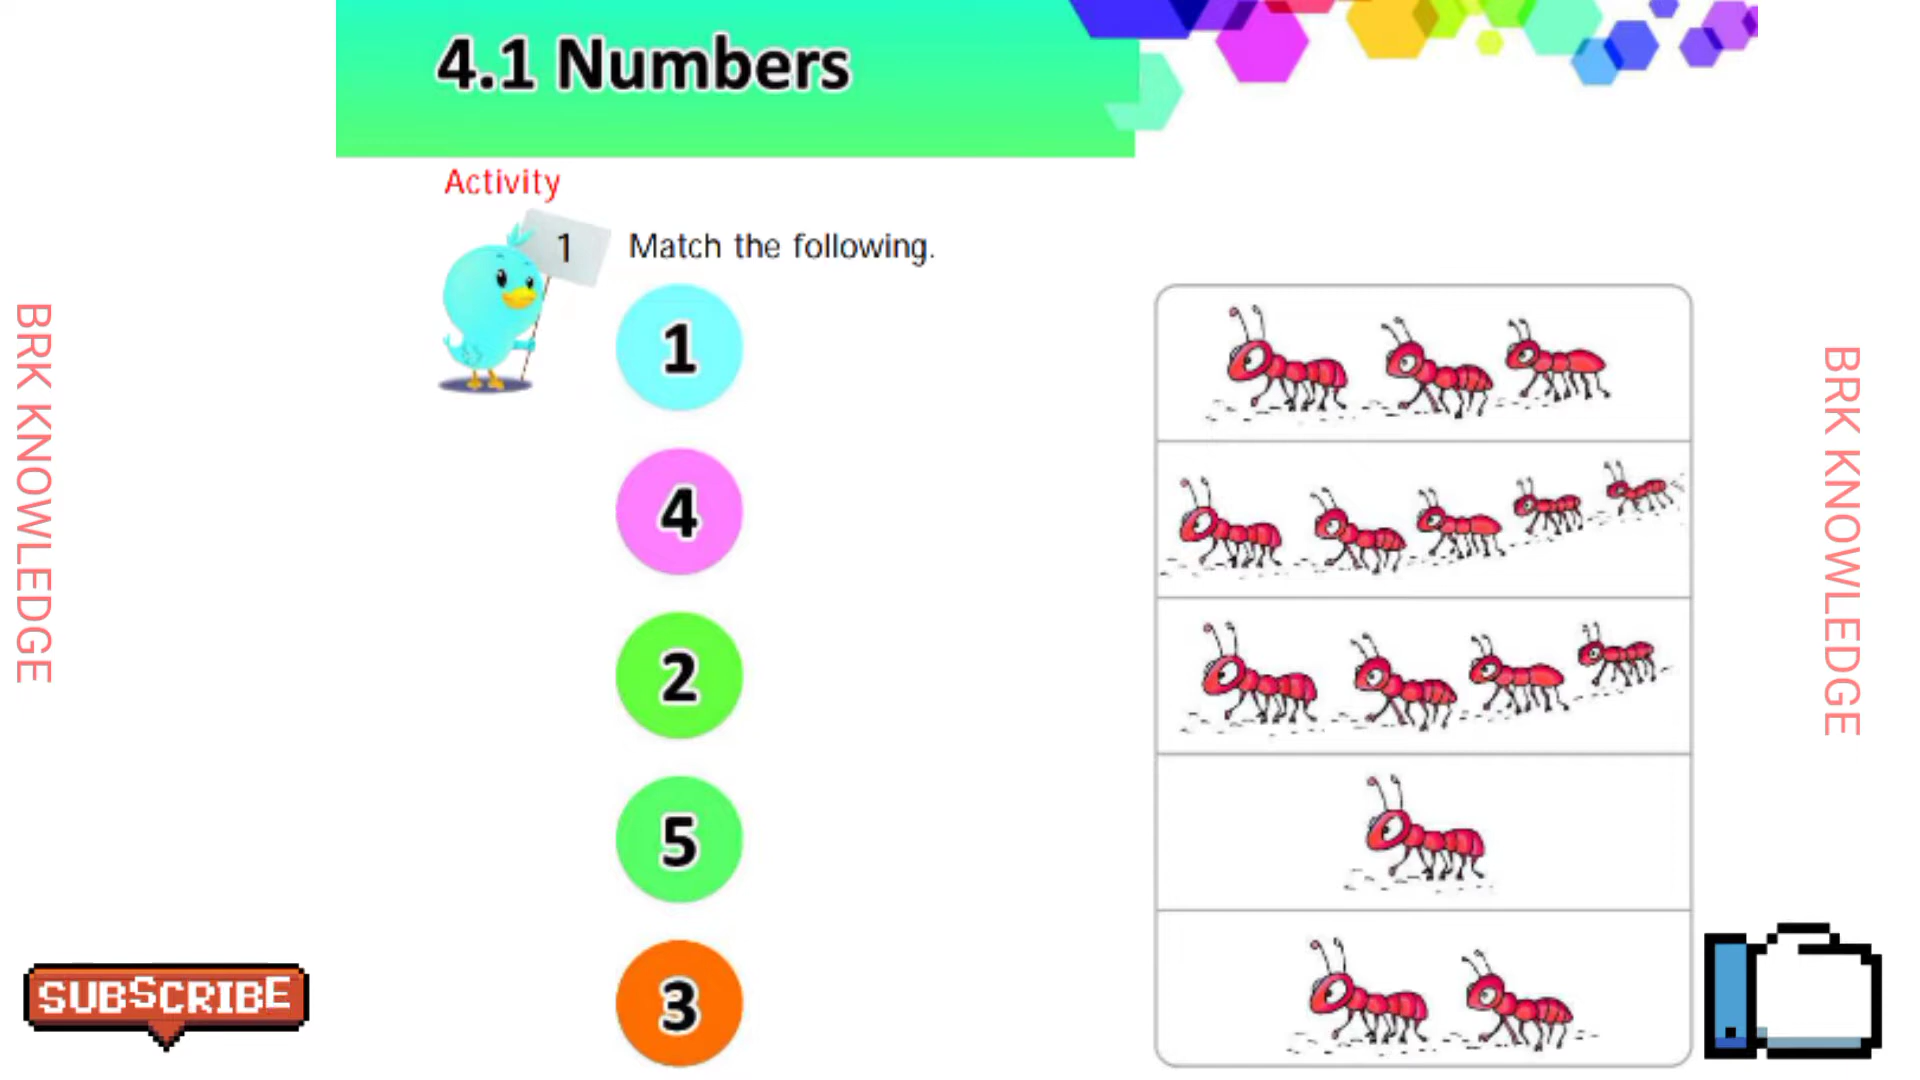 4.1 Numbers
Activity
1
Match the following.
1
4
2
5
3
BRK KNOWLEDGE
BRK KNOWLEDGE
SUBSCRIBE